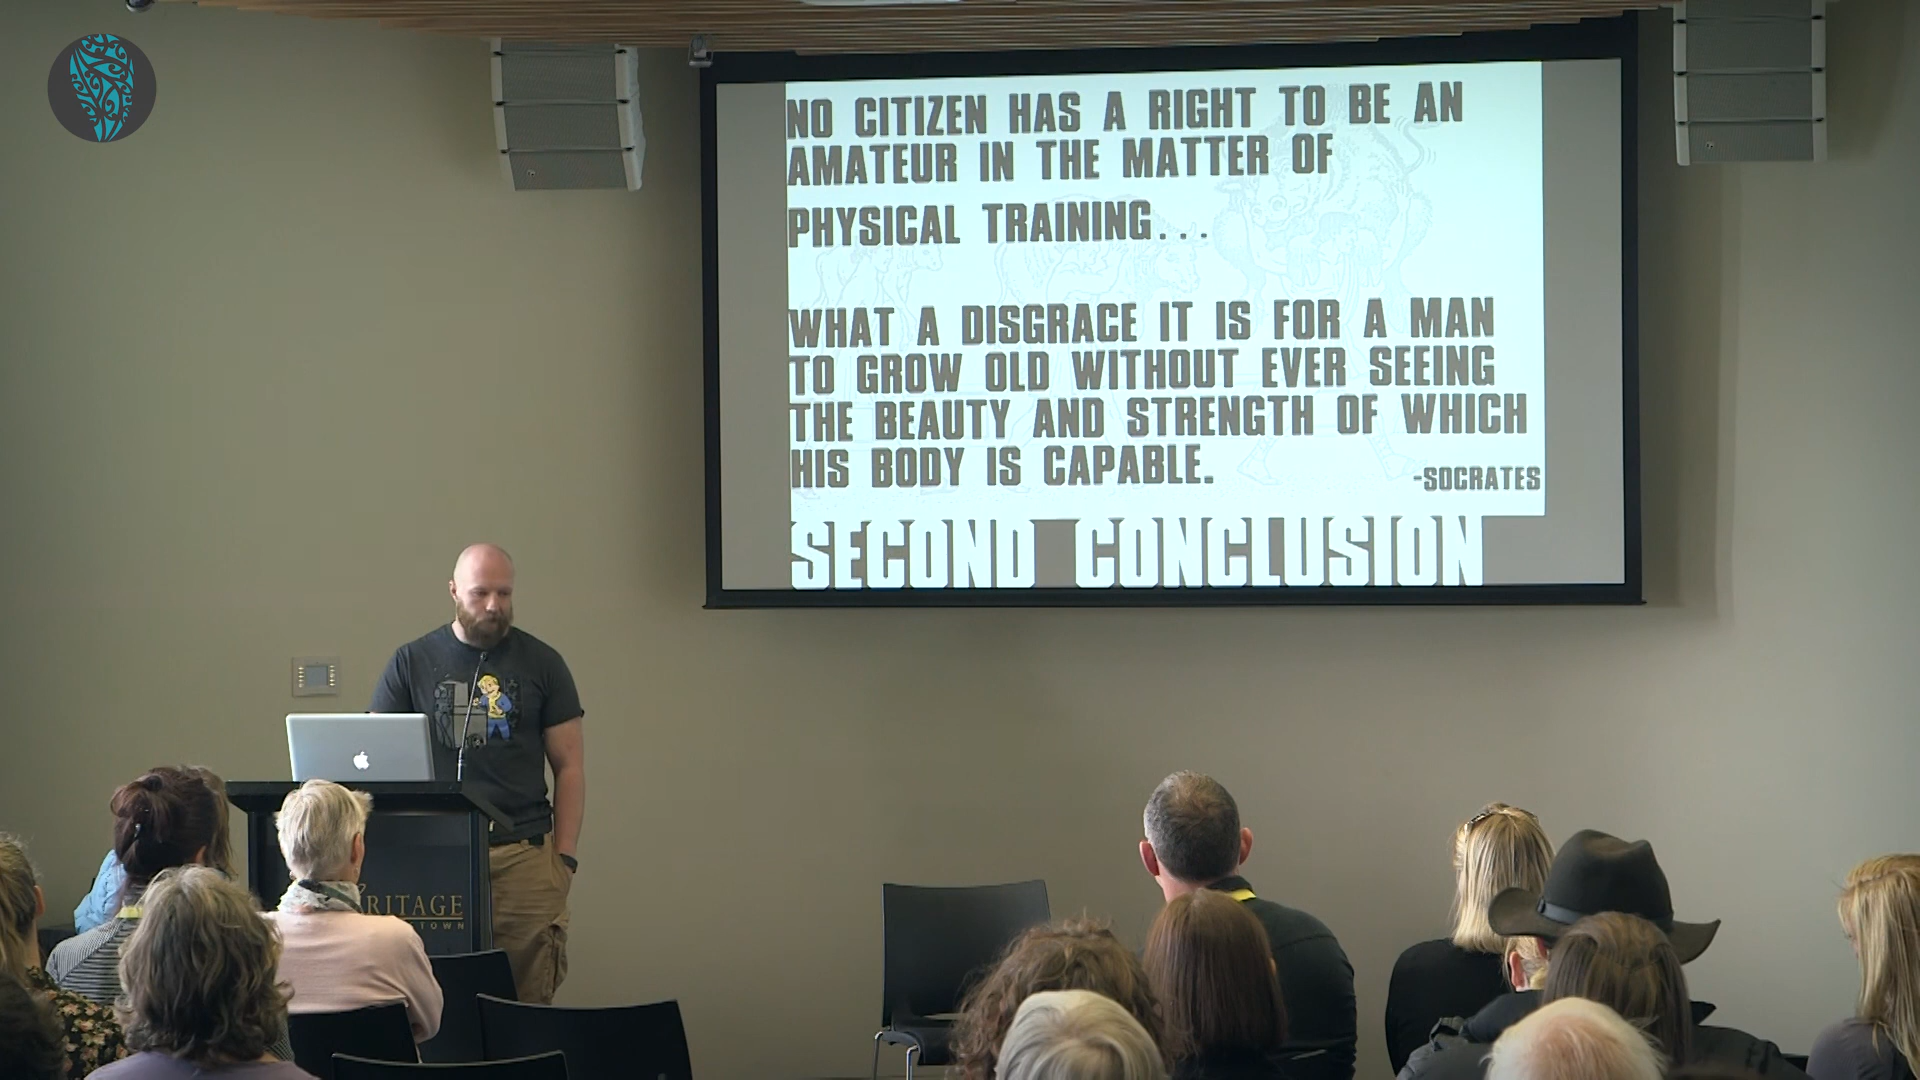 NO CITIZEN HAS A RIGHT TO BE AN
AMATEUR IN THE MATTER OF
PHYSICAL TRAINING...
WHAT A DISGRACE IT IS FOR A MAN
TO GROW OLD WITHOUT EVER SEEING
THE BEAUTY AND STRENGTH OF WHICH
HIS BODY IS CAPABLE.
-SOCRATES
SECOND CONCLUSION
RITAGE
TOWN